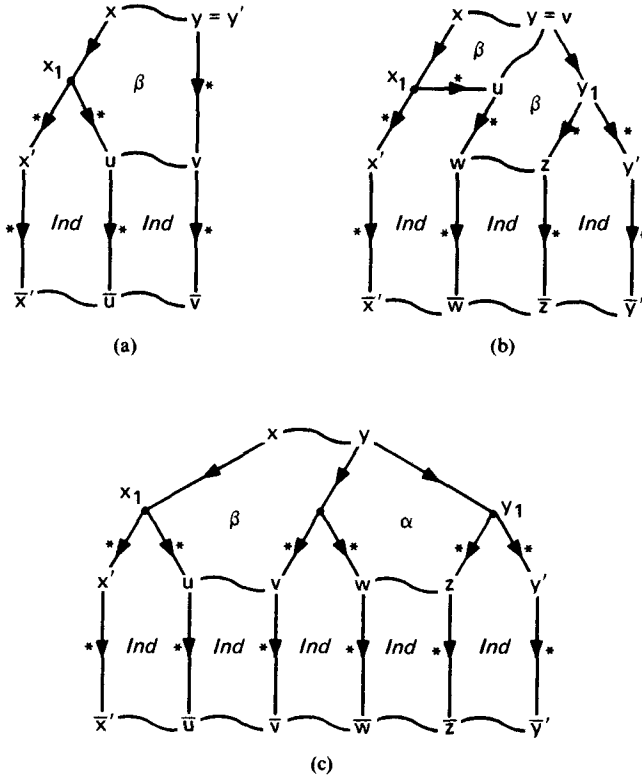 x y = y′
x₁ β
* * *
x′ u v
* Ind * Ind *
x̄′ ū v̄
(a)
x y = v
β
x₁ * u β y₁
* * * *
x′ w z y′
* Ind * Ind * Ind *
x̄′ w̄ z̄ ȳ′
(b)
x y
x₁ β α y₁
* * * * * *
x′ u v w z y′
* Ind * Ind * Ind * Ind * Ind *
x̄′ ū v̄ w̄ z̄ ȳ′
(c)